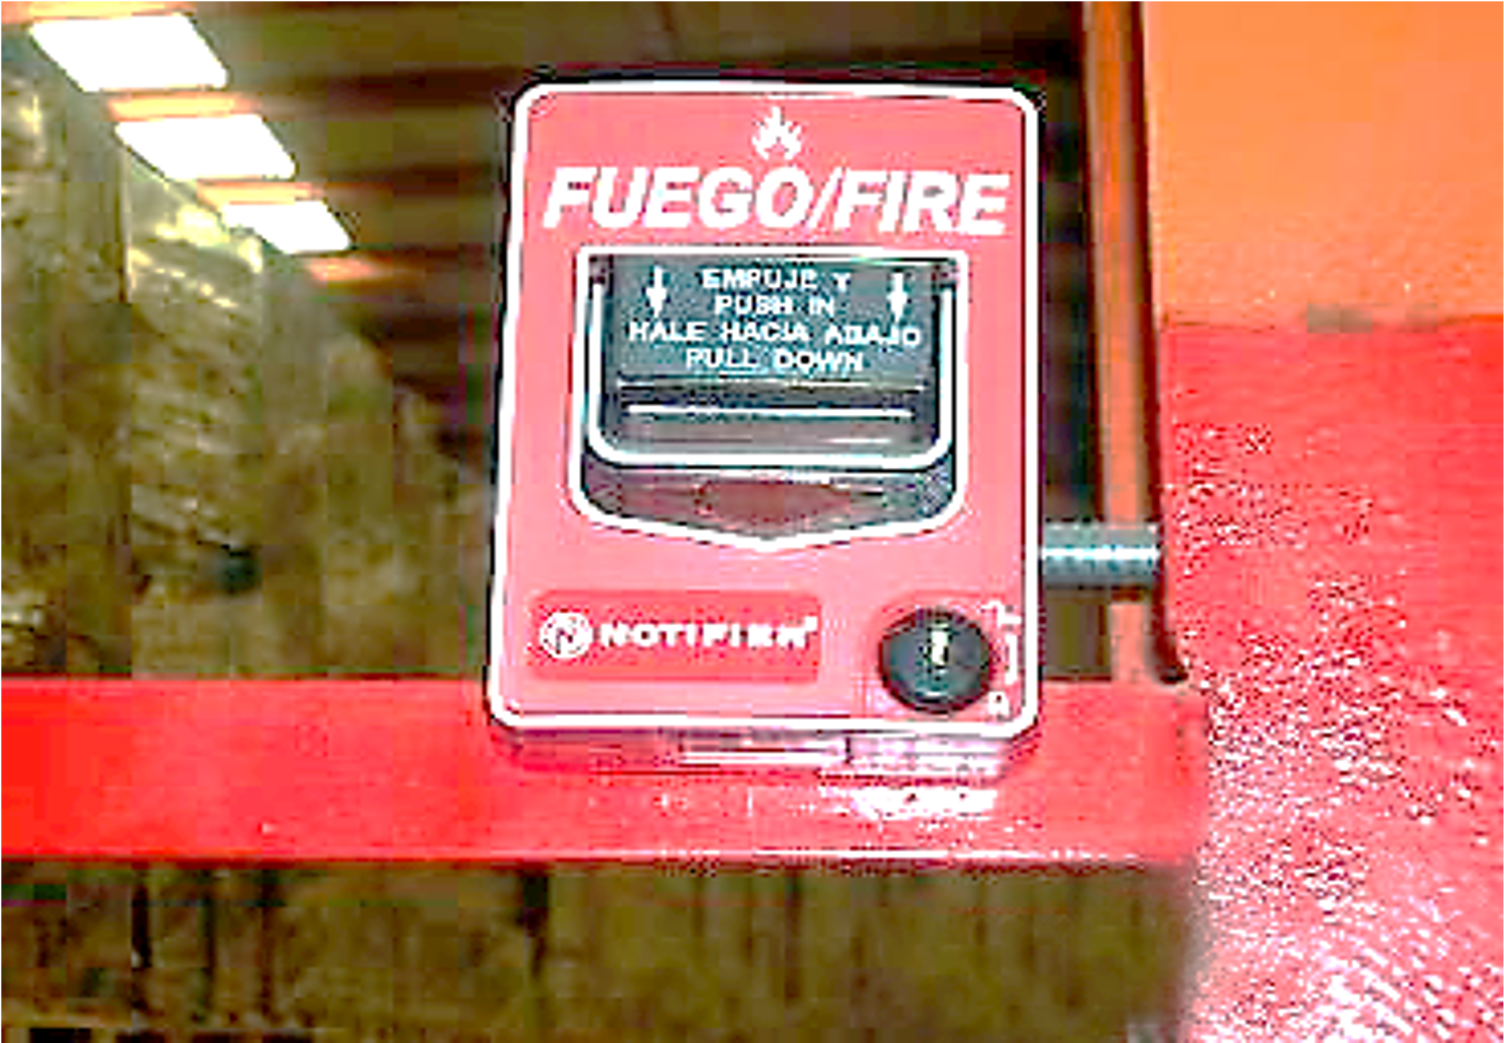 FUEGO/FIRE
EMPUJE Y
PUSH IN
HALE HACIA ABAJO
PULL DOWN
NOTIFIER